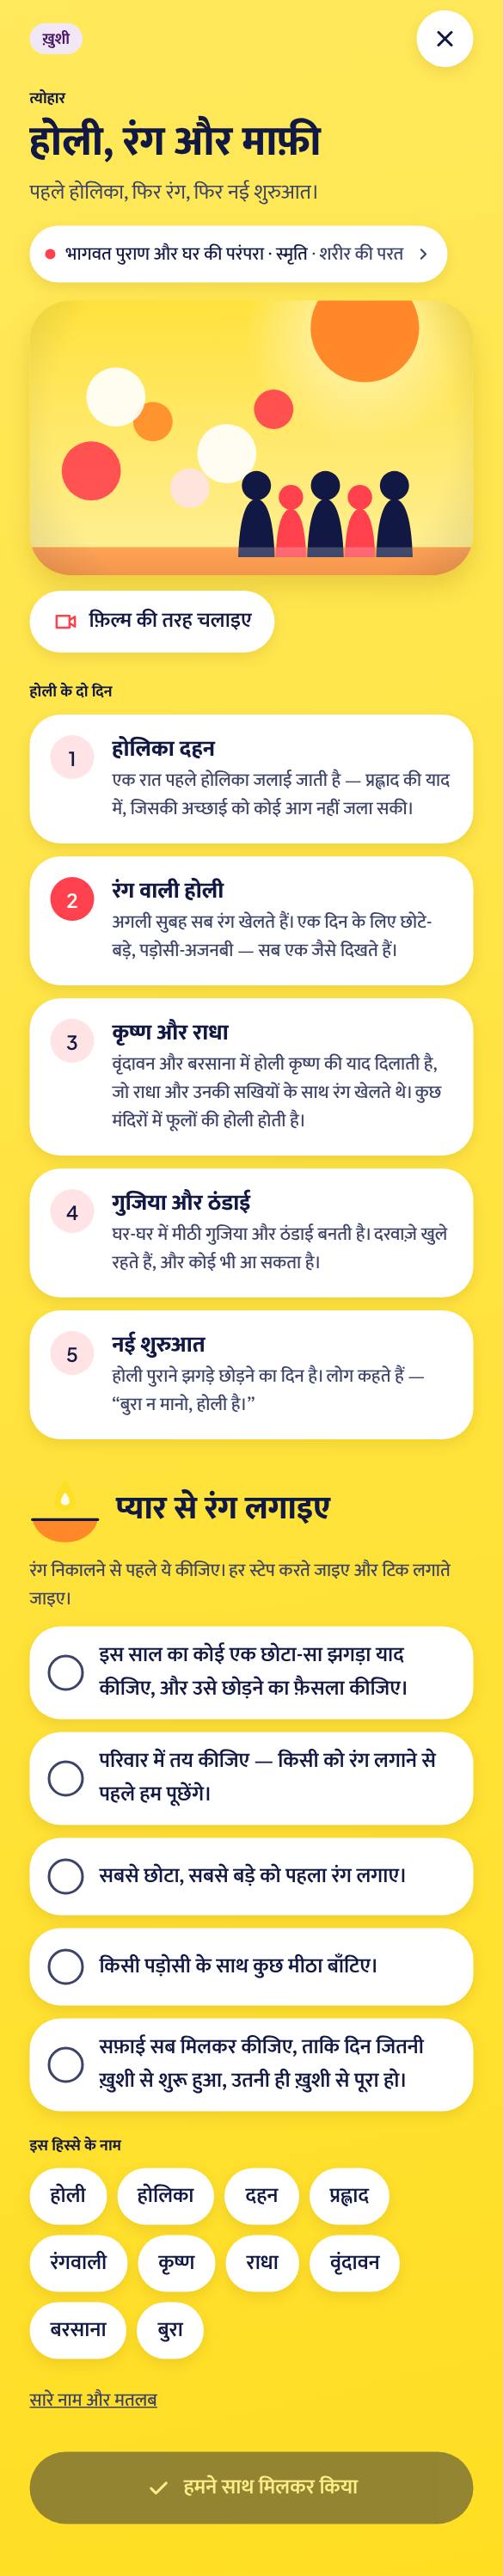 ख़ुशी
त्योहार
होली, रंग और माफ़ी
पहले होलिका, फिर रंग, फिर नई शुरुआत।
भागवत पुराण और घर की परंपरा · स्मृति · शरीर की परत
फ़िल्म की तरह चलाइए
होली के दो दिन
1
होलिका दहन
एक रात पहले होलिका जलाई जाती है — प्रह्लाद की याद
में, जिसकी अच्छाई को कोई आग नहीं जला सकी।
2
रंग वाली होली
अगली सुबह सब रंग खेलते हैं। एक दिन के लिए छोटे-
बड़े, पड़ोसी-अजनबी — सब एक जैसे दिखते हैं।
3
कृष्ण और राधा
वृंदावन और बरसाना में होली कृष्ण की याद दिलाती है,
जो राधा और उनकी सखियों के साथ रंग खेलते थे। कुछ
मंदिरों में फूलों की होली होती है।
4
गुजिया और ठंडाई
घर-घर में मीठी गुजिया और ठंडाई बनती है। दरवाज़े खुले
रहते हैं, और कोई भी आ सकता है।
5
नई शुरुआत
होली पुराने झगड़े छोड़ने का दिन है। लोग कहते हैं —
“बुरा न मानो, होली है।”
प्यार से रंग लगाइए
रंग निकालने से पहले ये कीजिए। हर स्टेप करते जाइए और टिक लगाते
जाइए।
इस साल का कोई एक छोटा-सा झगड़ा याद
कीजिए, और उसे छोड़ने का फ़ैसला कीजिए।
परिवार में तय कीजिए — किसी को रंग लगाने से
पहले हम पूछेंगे।
सबसे छोटा, सबसे बड़े को पहला रंग लगाए।
किसी पड़ोसी के साथ कुछ मीठा बाँटिए।
सफ़ाई सब मिलकर कीजिए, ताकि दिन जितनी
ख़ुशी से शुरू हुआ, उतनी ही ख़ुशी से पूरा हो।
इस हिस्से के नाम
होली होलिका दहन प्रह्लाद
रंगवाली कृष्ण राधा वृंदावन
बरसाना बुरा
सारे नाम और मतलब
हमने साथ मिलकर किया